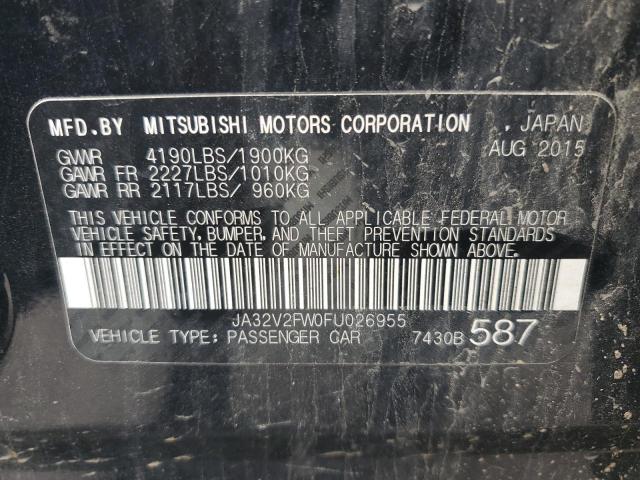 MFD.BY MITSUBISHI MOTORS CORPORATION , JAPAN
GVWR 4190LBS/1900KG AUG 2015
GAWR FR 2227LBS/1010KG
GAWR RR 2117LBS/ 960KG
THIS VEHICLE CONFORMS TO ALL APPLICABLE FEDERAL MOTOR
VEHICLE SAFETY, BUMPER, AND THEFT PREVENTION STANDARDS
IN EFFECT ON THE DATE OF MANUFACTURE SHOWN ABOVE.
JA32V2FW0FU026955
VEHICLE TYPE: PASSENGER CAR 7430B 587